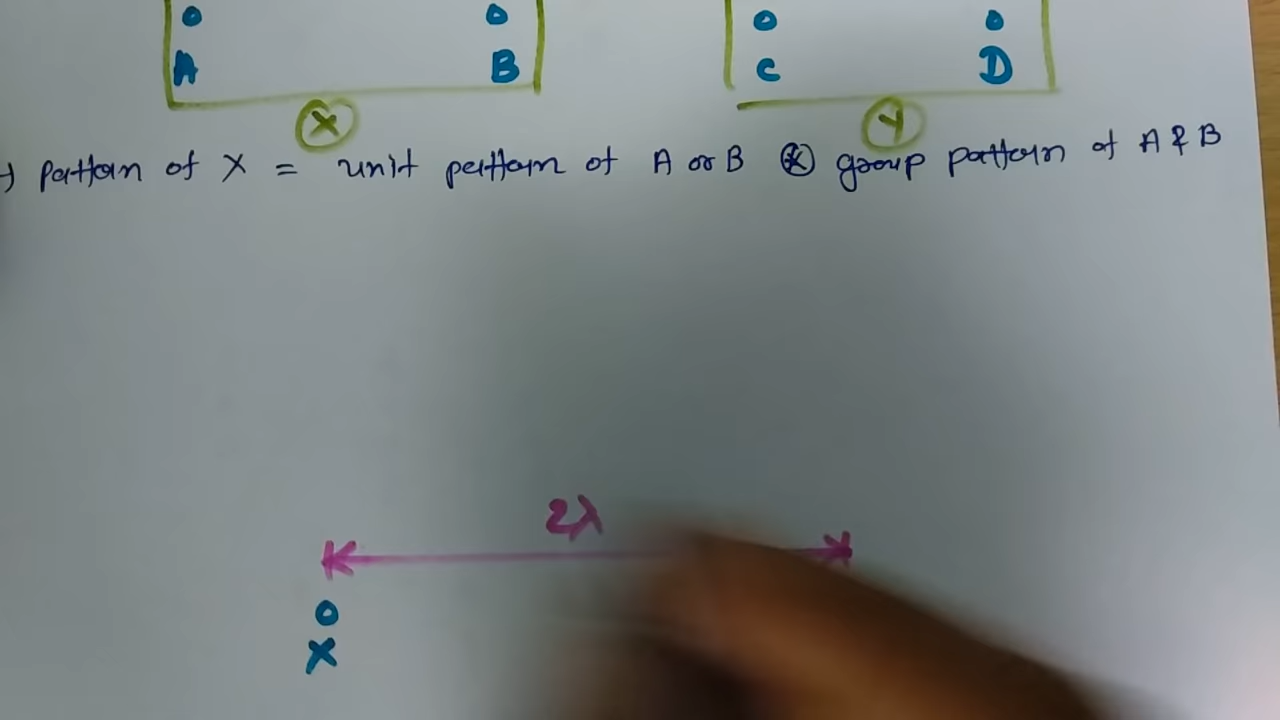 A B C D
X Y
Pattern of X = unit pattern of A or B * group pattern of A & B
2λ
X